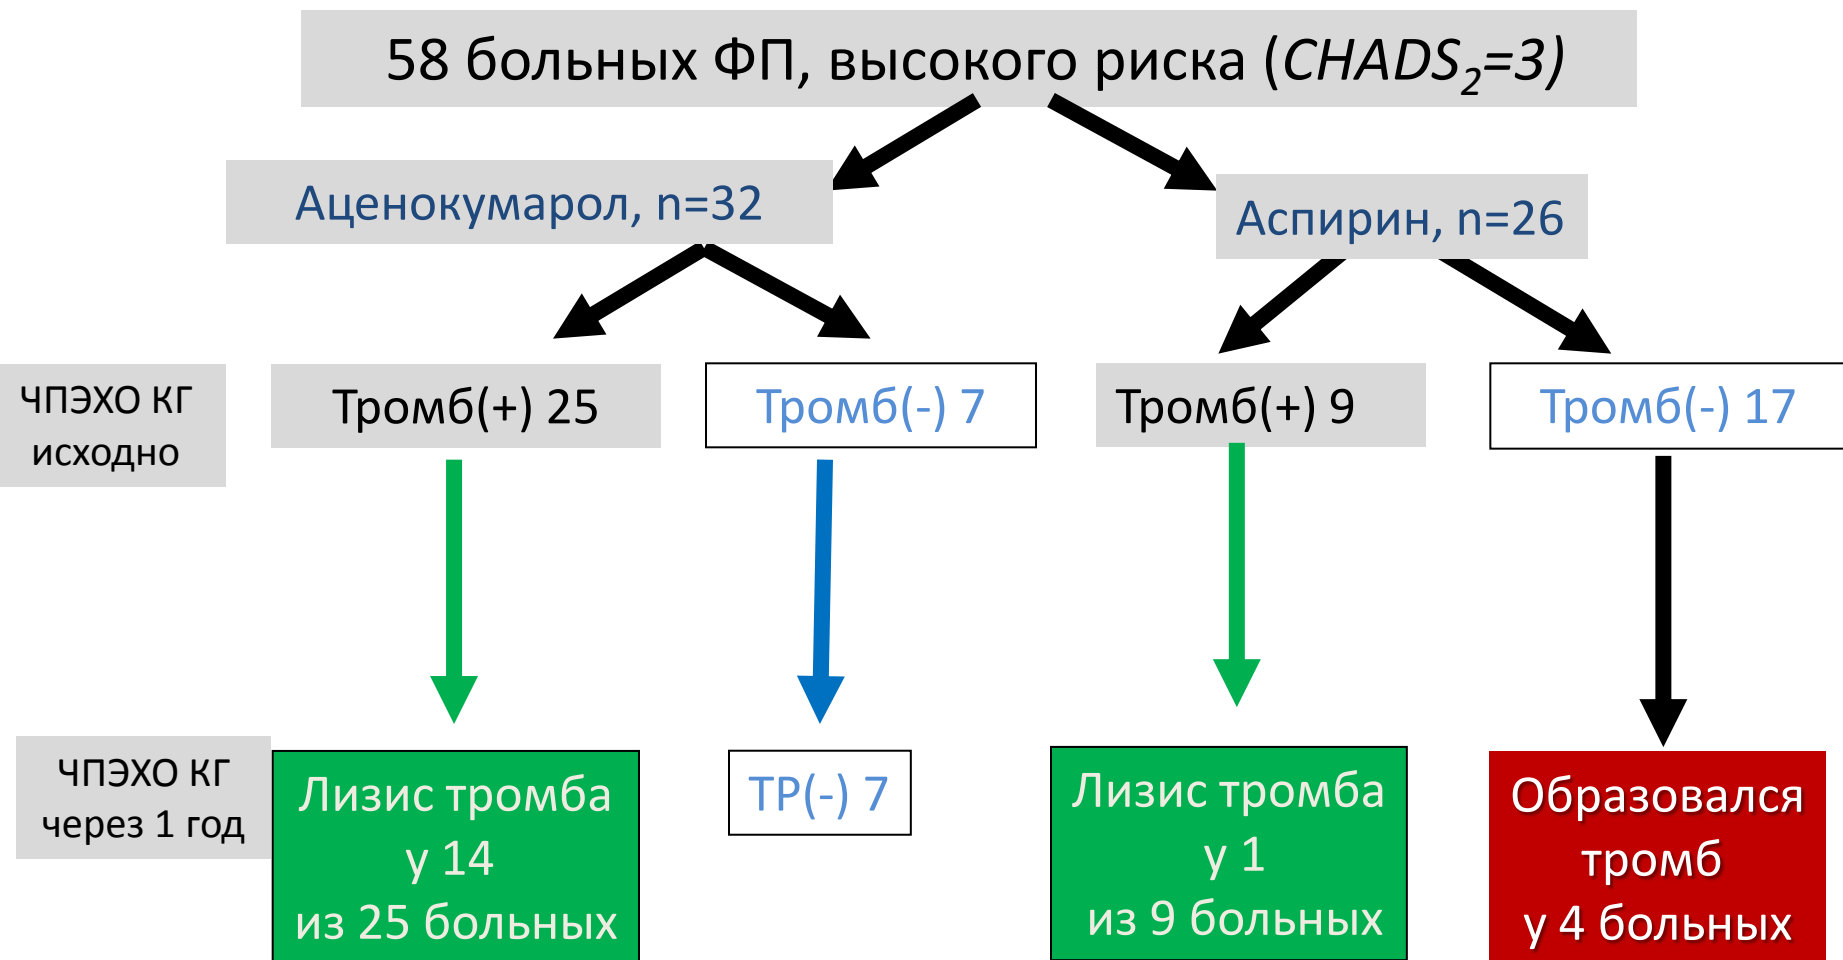 58 больных ФП, высокого риска (CHADS₂=3)
Аценокумарол, n=32
Аспирин, n=26
ЧПЭХО КГ
исходно
Тромб(+) 25
Тромб(-) 7
Тромб(+) 9
Тромб(-) 17
ЧПЭХО КГ
через 1 год
Лизис тромба
у 14
из 25 больных
ТР(-) 7
Лизис тромба
у 1
из 9 больных
Образовался
тромб
у 4 больных